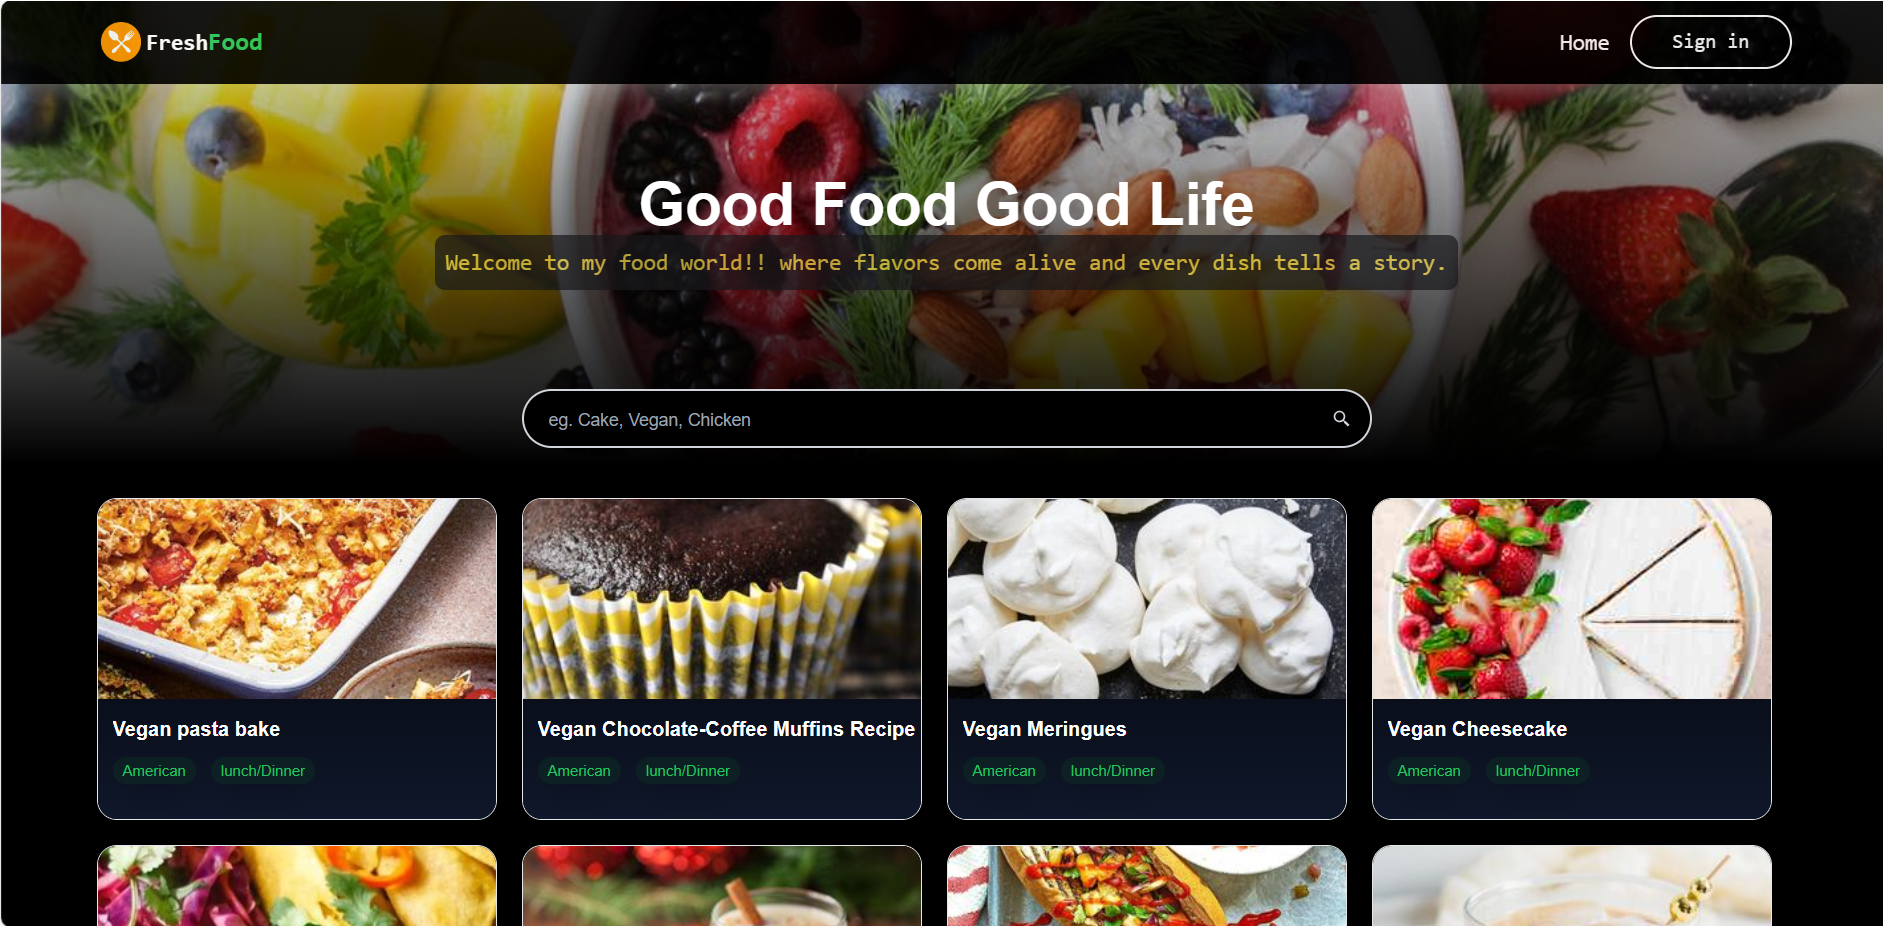 FreshFood
Home
Sign in
Good Food Good Life
Welcome to my food world!! where flavors come alive and every dish tells a story.
eg. Cake, Vegan, Chicken
Vegan pasta bake
American
lunch/Dinner
Vegan Chocolate-Coffee Muffins Recipe
American
lunch/Dinner
Vegan Meringues
American
lunch/Dinner
Vegan Cheesecake
American
lunch/Dinner